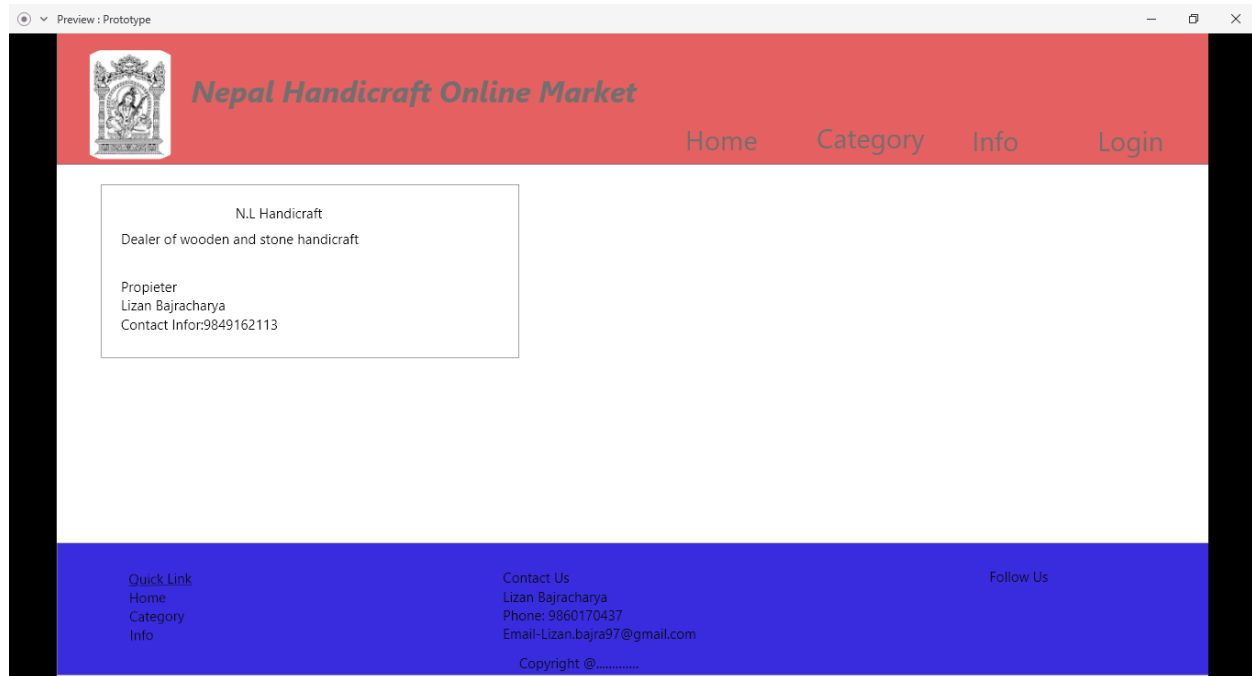 Preview : Prototype
Nepal Handicraft Online Market
Home Category Info Login
N.L Handicraft
Dealer of wooden and stone handicraft
Propieter
Lizan Bajracharya
Contact Infor:9849162113
Quick Link
Home
Category
Info
Contact Us
Lizan Bajracharya
Phone: 9860170437
Email-Lizan.bajra97@gmail.com
Copyright @.............
Follow Us